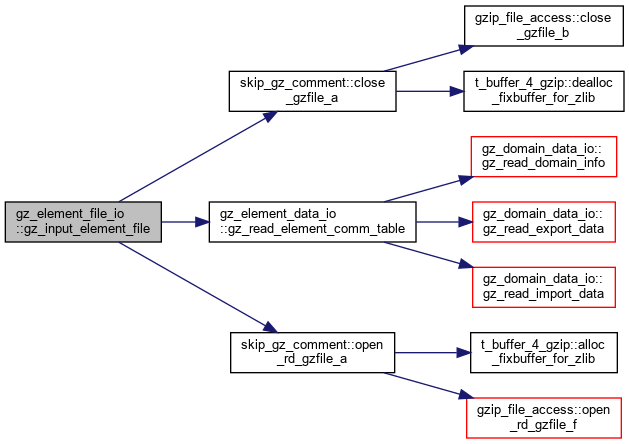 gz_element_file_io
::gz_input_element_file
skip_gz_comment::close
_gzfile_a
gzip_file_access::close
_gzfile_b
t_buffer_4_gzip::dealloc
_fixbuffer_for_zlib
gz_element_data_io
::gz_read_element_comm_table
gz_domain_data_io::
gz_read_domain_info
gz_domain_data_io::
gz_read_export_data
gz_domain_data_io::
gz_read_import_data
skip_gz_comment::open
_rd_gzfile_a
t_buffer_4_gzip::alloc
_fixbuffer_for_zlib
gzip_file_access::open
_rd_gzfile_f